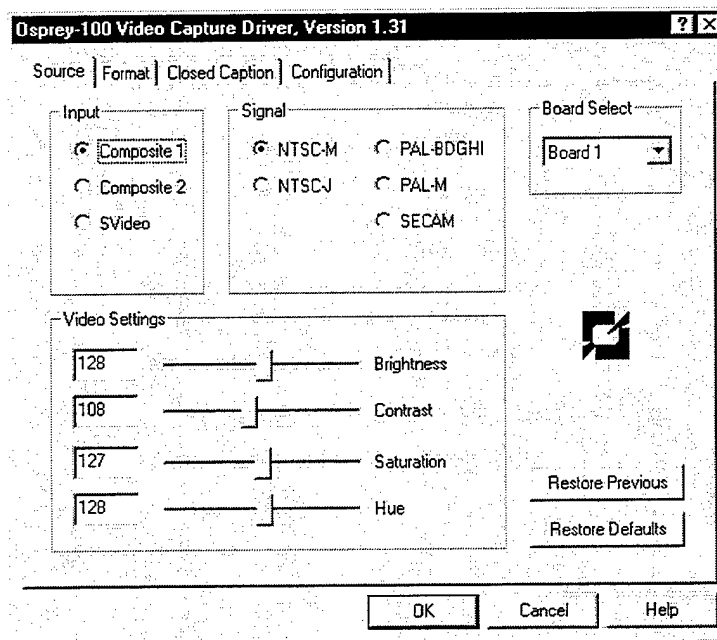 Osprey-100 Video Capture Driver, Version 1.31
Source Format Closed Caption Configuration
Input
Composite 1
Composite 2
SVideo
Signal
NTSC-M
NTSC-J
PAL-BDGHI
PAL-M
SECAM
Board Select
Board 1
Video Settings
128 Brightness
108 Contrast
127 Saturation
128 Hue
Restore Previous
Restore Defaults
OK Cancel Help